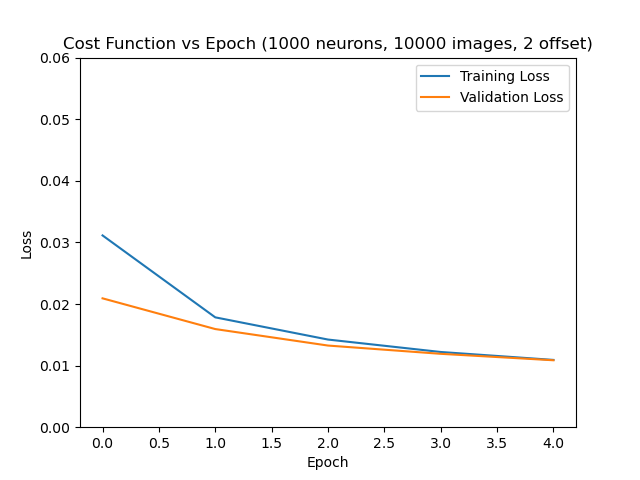 Cost Function vs Epoch (1000 neurons, 10000 images, 2 offset)
0.06
0.05
0.04
0.03
0.02
0.01
0.00
Loss
Training Loss
Validation Loss
0.0 0.5 1.0 1.5 2.0 2.5 3.0 3.5 4.0
Epoch